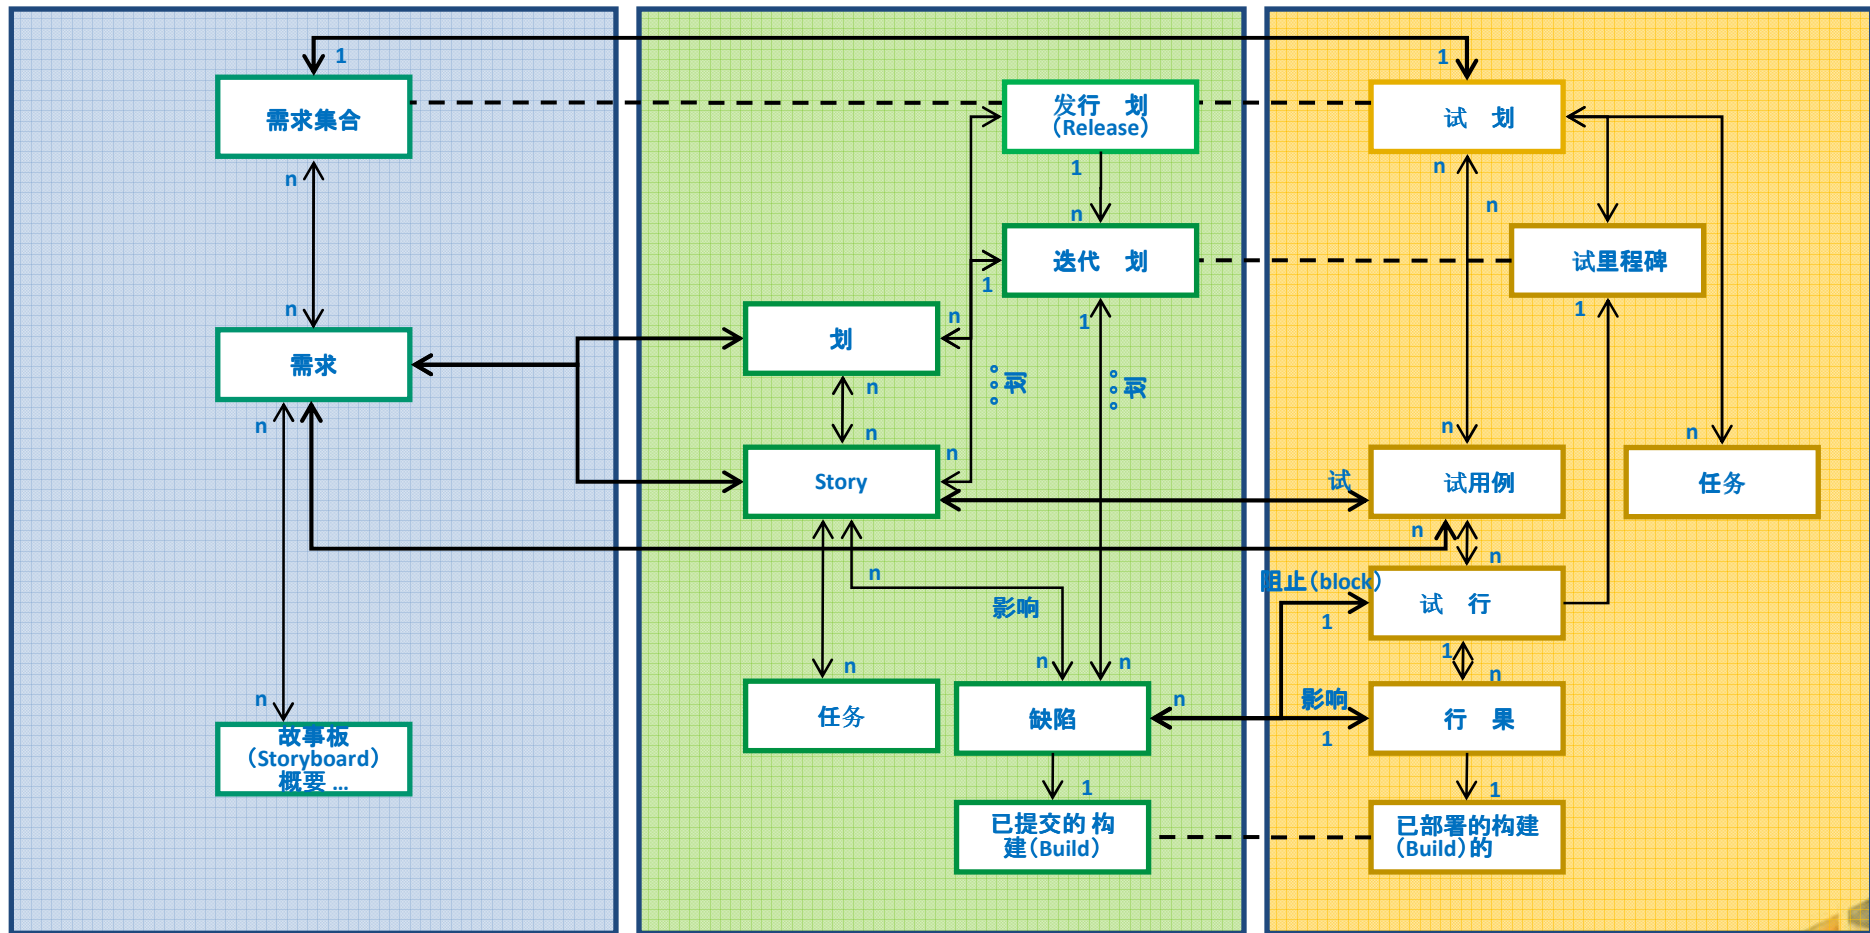 1
1
需求集合
发行 划
(Release)
试 划
n
1
n
n
n
迭代 划
试里程碑
1
n
n
1
1
需求
划
n
规。。。
规。。。
n
n
n
n
n
Story
试
试用例
任务
n
n
n
阻止(block)
影响
试 行
1
1
n
n
n
n
n
n
影响
1
任务
缺陷
行 果
故事板
(Storyboard)
概要 ...
1
1
已提交的 构
建(Build)
已部署的构建
(Build)的